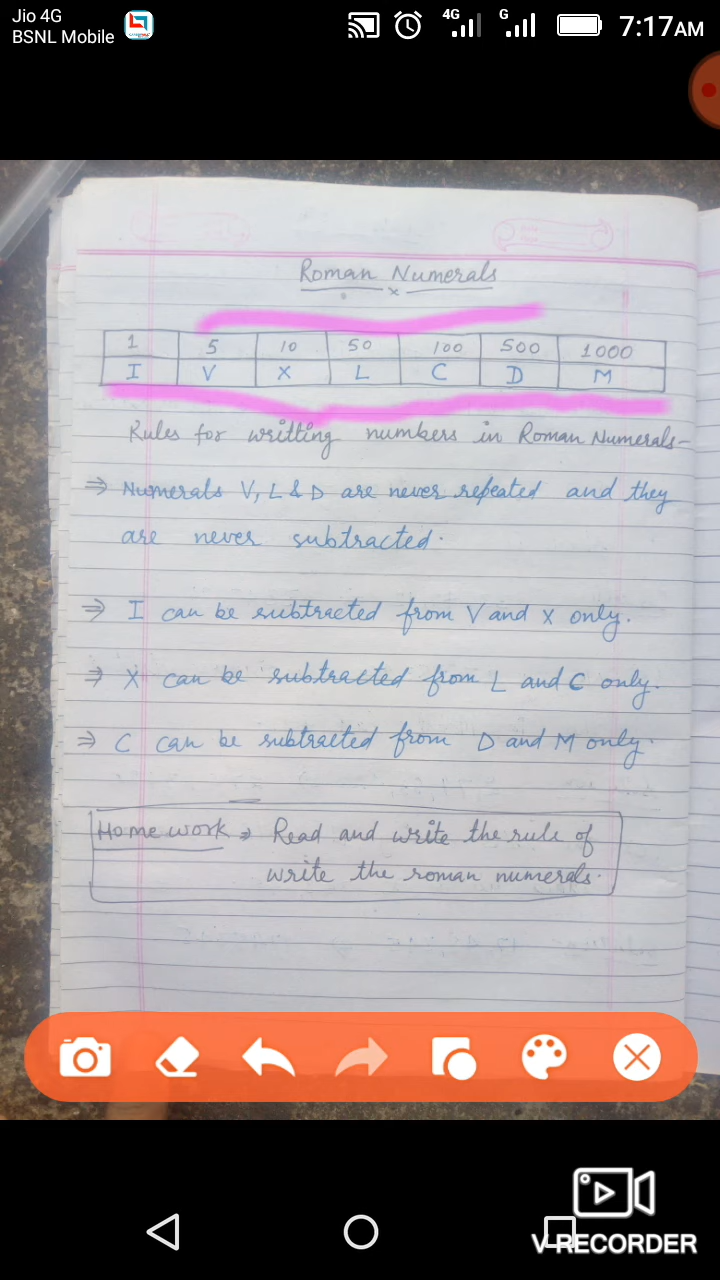 Jio 4G
BSNL Mobile
4G
G
7:17AM
Roman Numerals
1 5 10 50 100 500 1000
I V X L C D M
Rules for writting numbers in Roman Numerals-
⇒ Numerals V, L & D are never repeated and they
are never subtracted.
⇒ I can be subtracted from V and X only.
⇒ X can be subtracted from L and C only.
⇒ C can be subtracted from D and M only.
Home work → Read and write the rule of
write the roman numerals.
V RECORDER